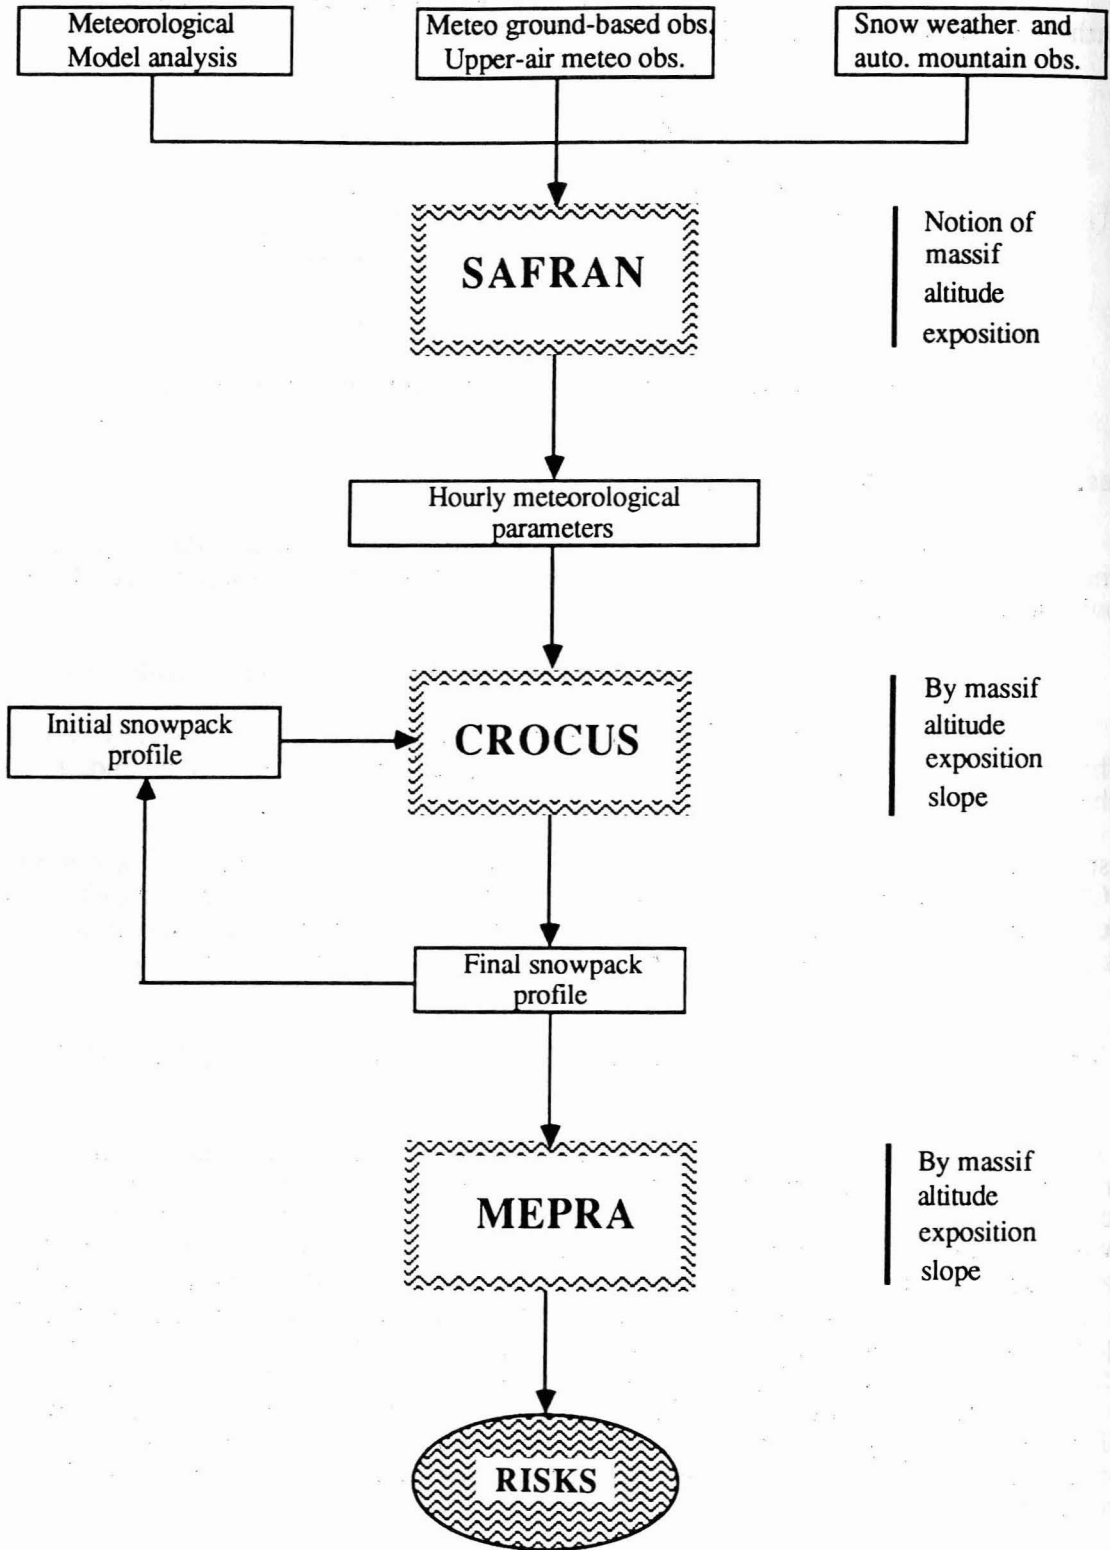 Meteorological
Model analysis
Meteo ground-based obs.
Upper-air meteo obs.
Snow weather and
auto. mountain obs.
SAFRAN
Notion of
massif
altitude
exposition
Hourly meteorological
parameters
Initial snowpack
profile
CROCUS
By massif
altitude
exposition
slope
Final snowpack
profile
MEPRA
By massif
altitude
exposition
slope
RISKS